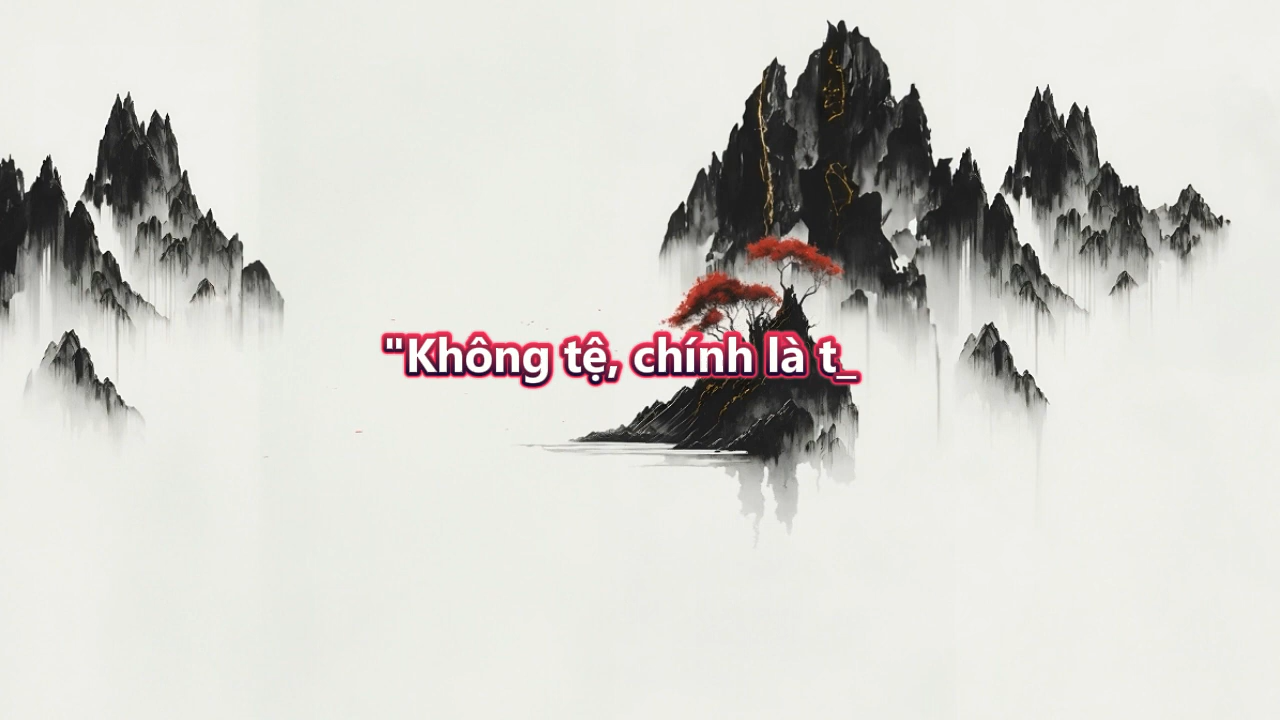 "Không tệ, chính là t_